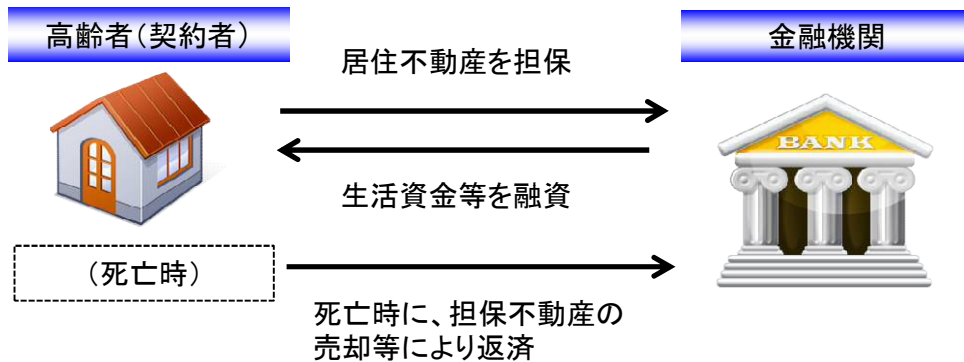 高齢者（契約者）
金融機関
居住不動産を担保
BANK
生活資金等を融資
（死亡時）
死亡時に、担保不動産の
売却等により返済